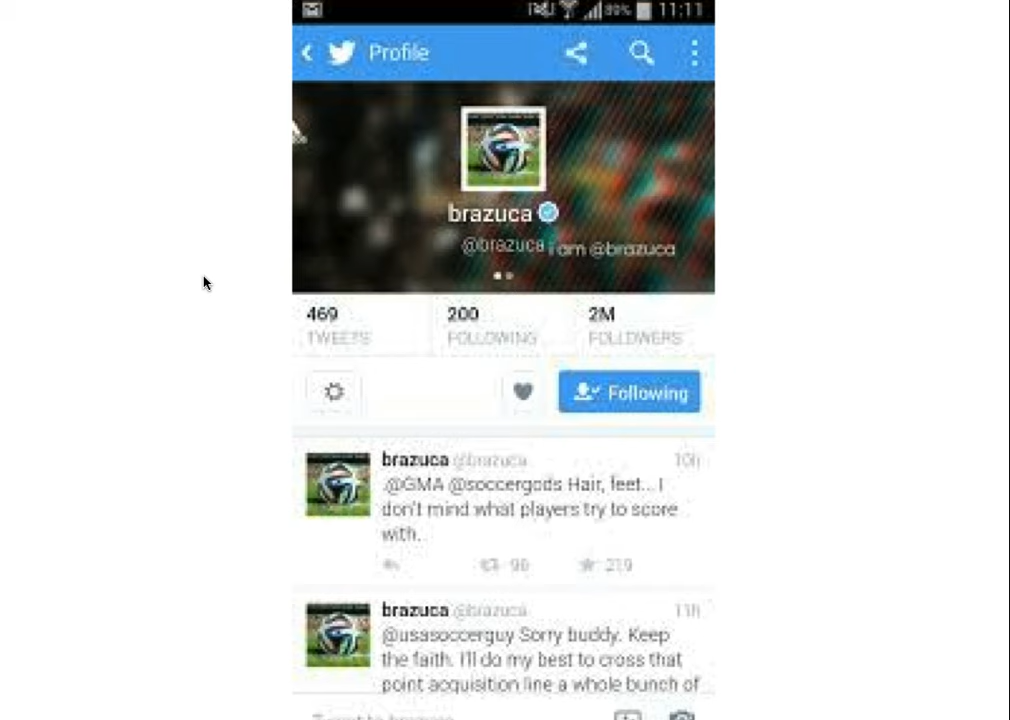 89% 11:11
Profile
brazuca
@brazuca i am @brazuca
469 200 2M
TWEETS FOLLOWING FOLLOWERS
Following
brazuca @brazuca 10h
.@GMA @soccergods Hair, feet... I
don't mind what players try to score
with.
96 219
brazuca @brazuca 11h
@usasoccerguy Sorry buddy. Keep
the faith. I'll do my best to cross that
point acquisition line a whole bunch of